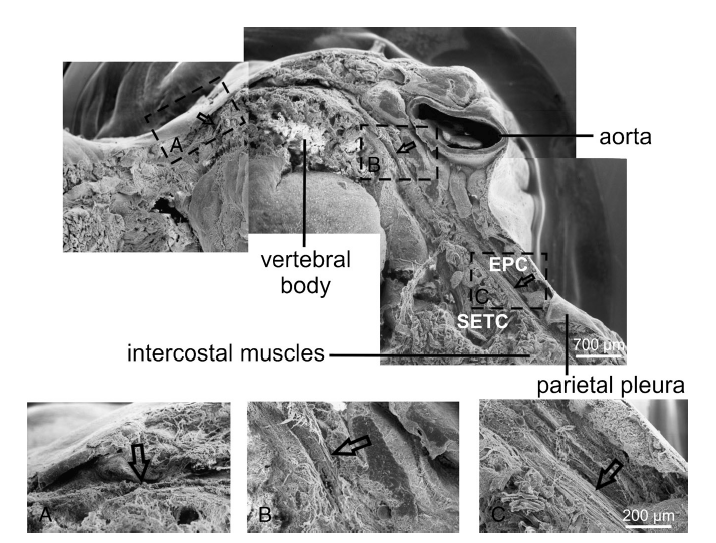 A
B
aorta
vertebral
body
EPC
C
SETC
intercostal muscles
700 µm
parietal pleura
A
B
C
200 µm